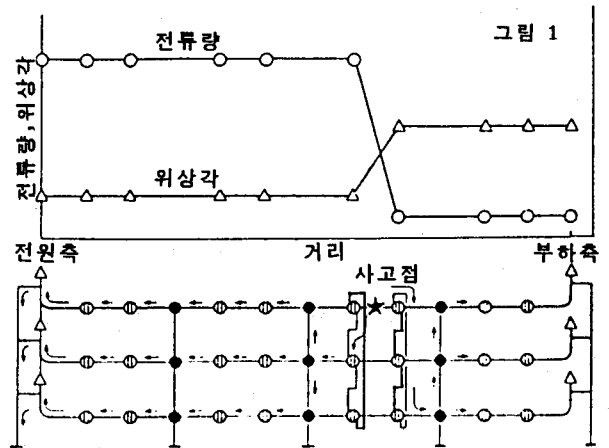 그림 1
전류량
전류량,위상각
위상각
전원측
거리
부하측
사고점